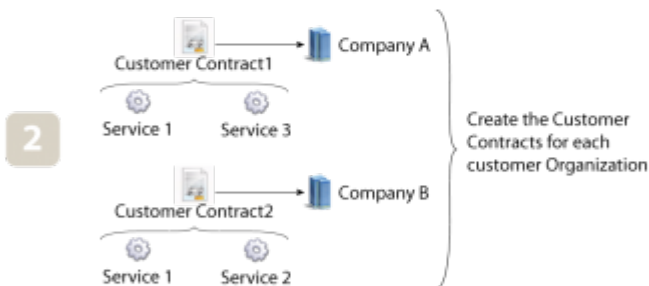 Company A
Customer Contract1
Service 1
Service 3
2
Create the Customer
Contracts for each
customer Organization
Company B
Customer Contract2
Service 1
Service 2